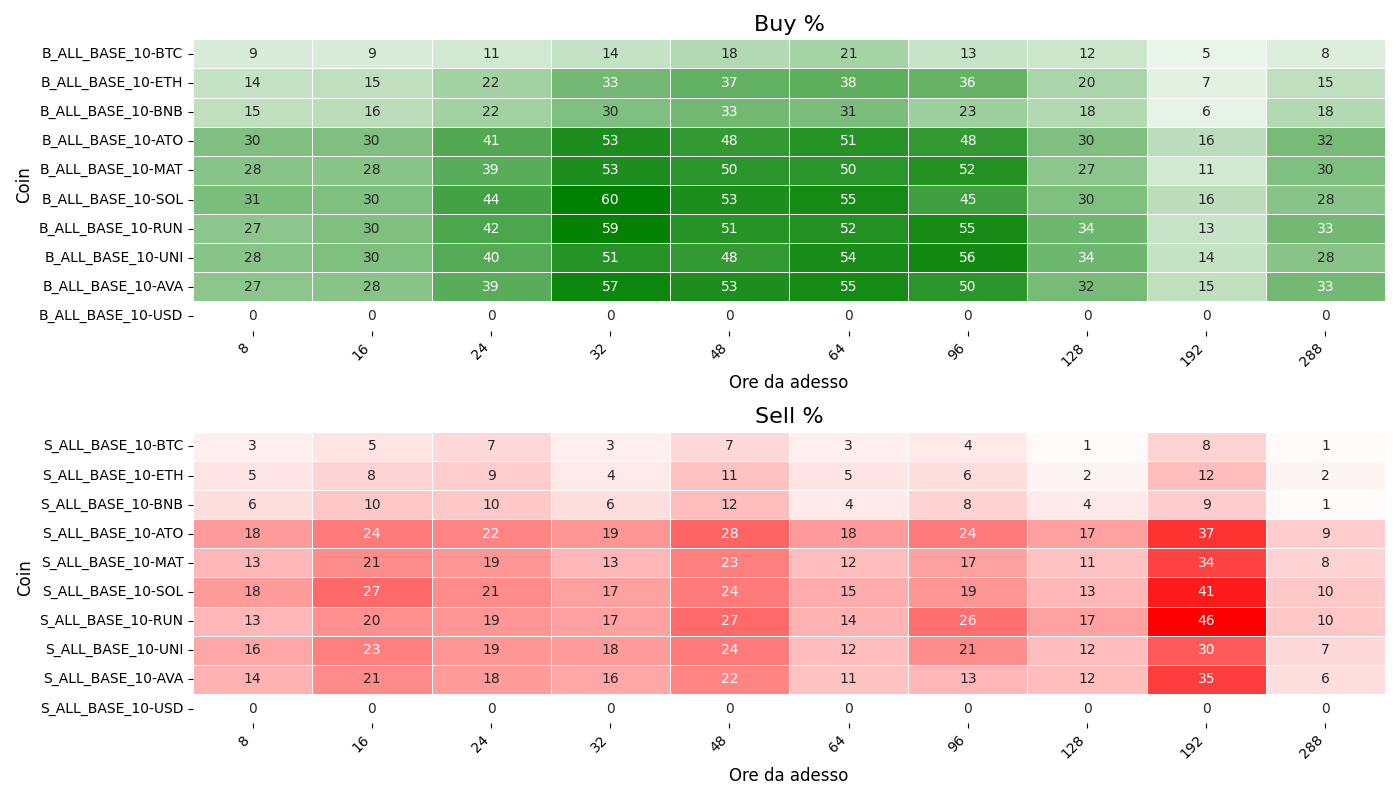 Buy %
Coin
B_ALL_BASE_10-BTC 9 9 11 14 18 21 13 12 5 8
B_ALL_BASE_10-ETH 14 15 22 33 37 38 36 20 7 15
B_ALL_BASE_10-BNB 15 16 22 30 33 31 23 18 6 18
B_ALL_BASE_10-ATO 30 30 41 53 48 51 48 30 16 32
B_ALL_BASE_10-MAT 28 28 39 53 50 50 52 27 11 30
B_ALL_BASE_10-SOL 31 30 44 60 53 55 45 30 16 28
B_ALL_BASE_10-RUN 27 30 42 59 51 52 55 34 13 33
B_ALL_BASE_10-UNI 28 30 40 51 48 54 56 34 14 28
B_ALL_BASE_10-AVA 27 28 39 57 53 55 50 32 15 33
B_ALL_BASE_10-USD 0 0 0 0 0 0 0 0 0 0
8 16 24 32 48 64 96 128 192 288
Ore da adesso
Sell %
Coin
S_ALL_BASE_10-BTC 3 5 7 3 7 3 4 1 8 1
S_ALL_BASE_10-ETH 5 8 9 4 11 5 6 2 12 2
S_ALL_BASE_10-BNB 6 10 10 6 12 4 8 4 9 1
S_ALL_BASE_10-ATO 18 24 22 19 28 18 24 17 37 9
S_ALL_BASE_10-MAT 13 21 19 13 23 12 17 11 34 8
S_ALL_BASE_10-SOL 18 27 21 17 24 15 19 13 41 10
S_ALL_BASE_10-RUN 13 20 19 17 27 14 26 17 46 10
S_ALL_BASE_10-UNI 16 23 19 18 24 12 21 12 30 7
S_ALL_BASE_10-AVA 14 21 18 16 22 11 13 12 35 6
S_ALL_BASE_10-USD 0 0 0 0 0 0 0 0 0 0
8 16 24 32 48 64 96 128 192 288
Ore da adesso